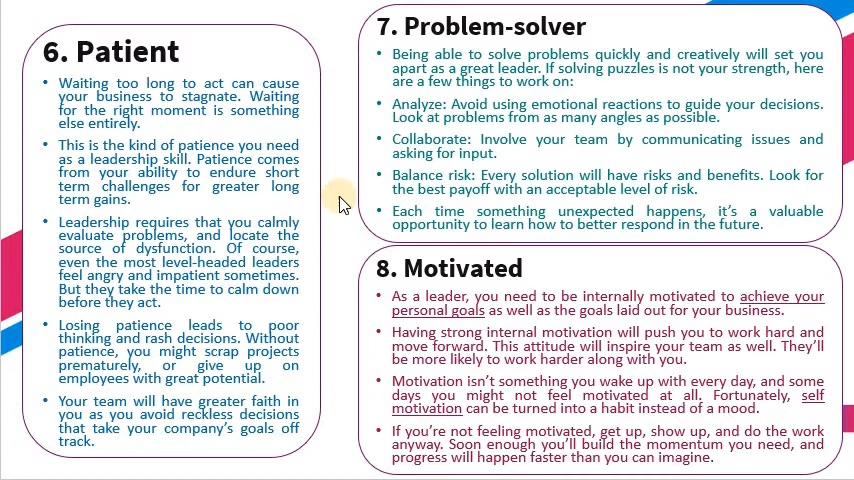 6. Patient
• Waiting too long to act can cause
your business to stagnate. Waiting
for the right moment is something
else entirely.
• This is the kind of patience you need
as a leadership skill. Patience comes
from your ability to endure short
term challenges for greater long
term gains.
• Leadership requires that you calmly
evaluate problems, and locate the
source of dysfunction. Of course,
even the most level-headed leaders
feel angry and impatient sometimes.
But they take the time to calm down
before they act.
• Losing patience leads to poor
thinking and rash decisions. Without
patience, you might scrap projects
prematurely, or give up on
employees with great potential.
• Your team will have greater faith in
you as you avoid reckless decisions
that take your company's goals off
track.
7. Problem-solver
• Being able to solve problems quickly and creatively will set you
apart as a great leader. If solving puzzles is not your strength, here
are a few things to work on:
• Analyze: Avoid using emotional reactions to guide your decisions.
Look at problems from as many angles as possible.
• Collaborate: Involve your team by communicating issues and
asking for input.
• Balance risk: Every solution will have risks and benefits. Look for
the best payoff with an acceptable level of risk.
• Each time something unexpected happens, it's a valuable
opportunity to learn how to better respond in the future.
8. Motivated
• As a leader, you need to be internally motivated to achieve your
personal goals as well as the goals laid out for your business.
• Having strong internal motivation will push you to work hard and
move forward. This attitude will inspire your team as well. They'll
be more likely to work harder along with you.
• Motivation isn't something you wake up with every day, and some
days you might not feel motivated at all. Fortunately, self
motivation can be turned into a habit instead of a mood.
• If you're not feeling motivated, get up, show up, and do the work
anyway. Soon enough you'll build the momentum you need, and
progress will happen faster than you can imagine.